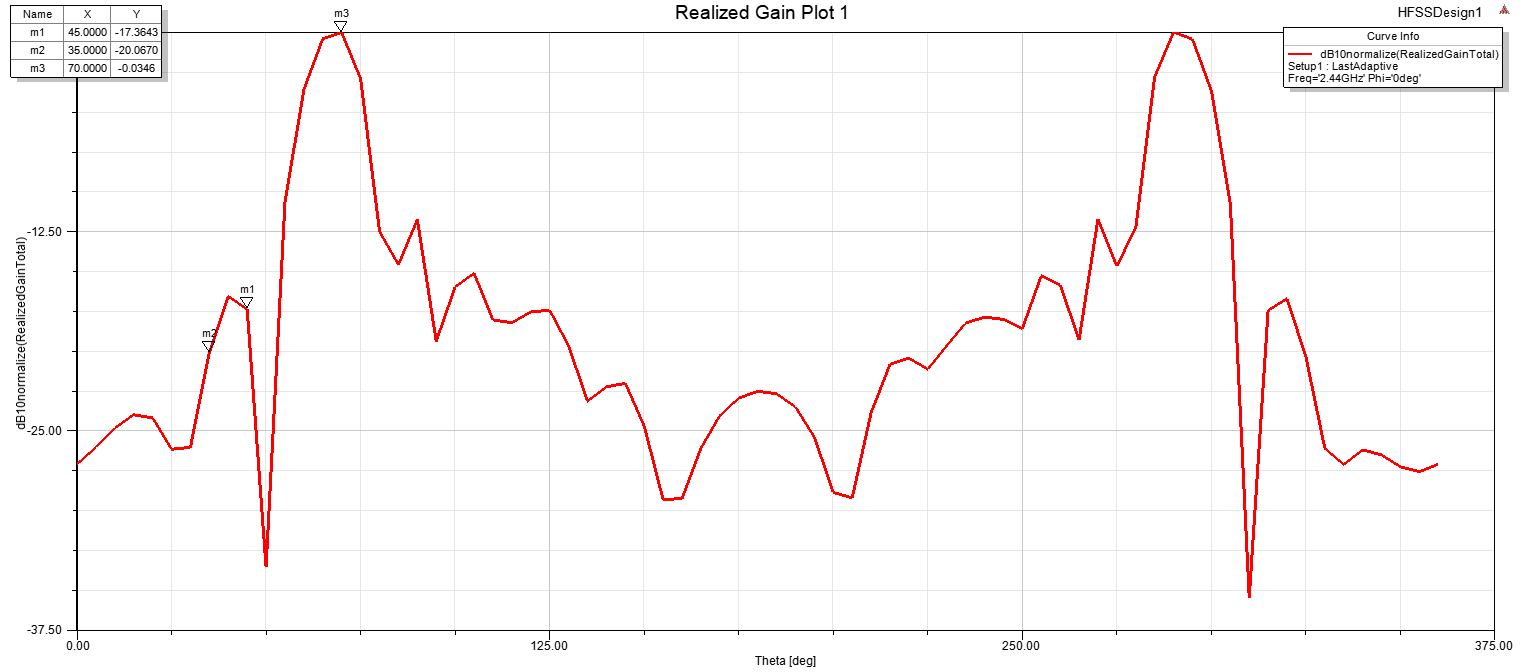 Realized Gain Plot 1
HFSSDesign1
Name X Y
m1 45.0000 -17.3643
m2 35.0000 -20.0670
m3 70.0000 -0.0346
Curve Info
dB10normalize(RealizedGainTotal)
Setup1 : LastAdaptive
Freq='2.44GHz' Phi='0deg'
m3
m1
m2
dB10normalize(RealizedGainTotal)
-12.50
-25.00
-37.50
0.00 125.00 250.00 375.00
Theta [deg]